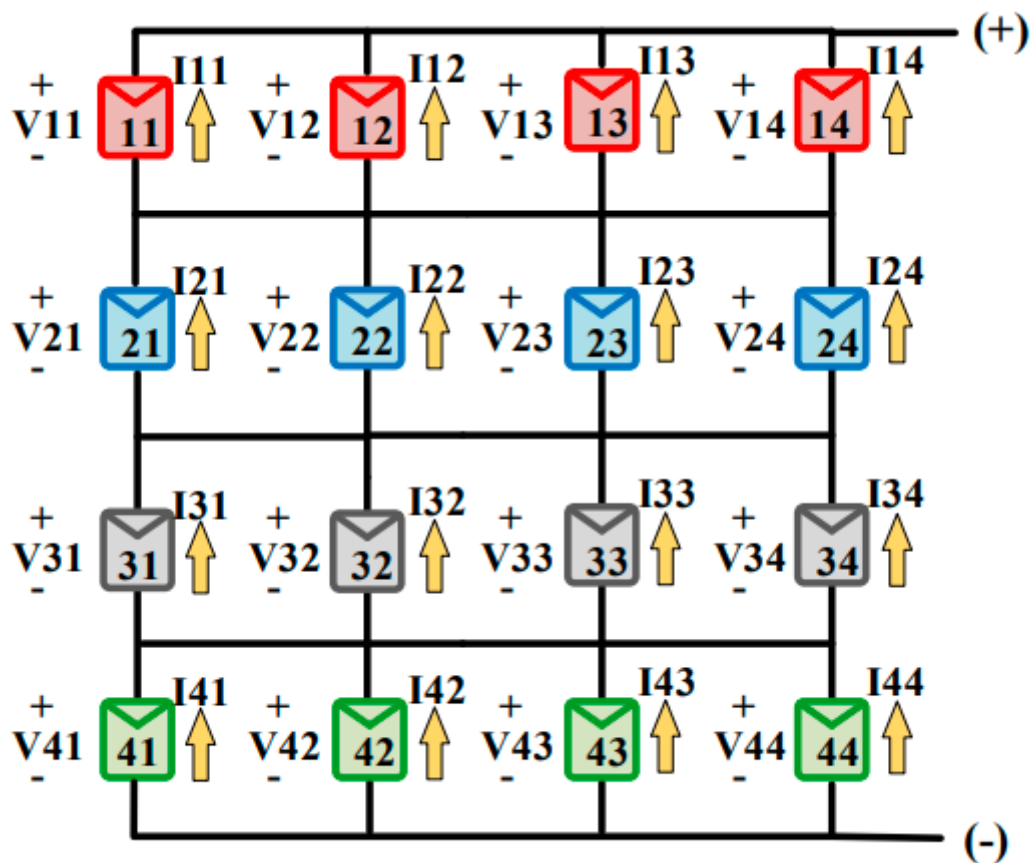 (+)
+ I11 + I12 + I13 + I14
V11 11 V12 12 V13 13 V14 14
- - - -
+ I21 + I22 + I23 + I24
V21 21 V22 22 V23 23 V24 24
- - - -
+ I31 + I32 + I33 + I34
V31 31 V32 32 V33 33 V34 34
- - - -
+ I41 + I42 + I43 + I44
V41 41 V42 42 V43 43 V44 44
- - - -
(-)